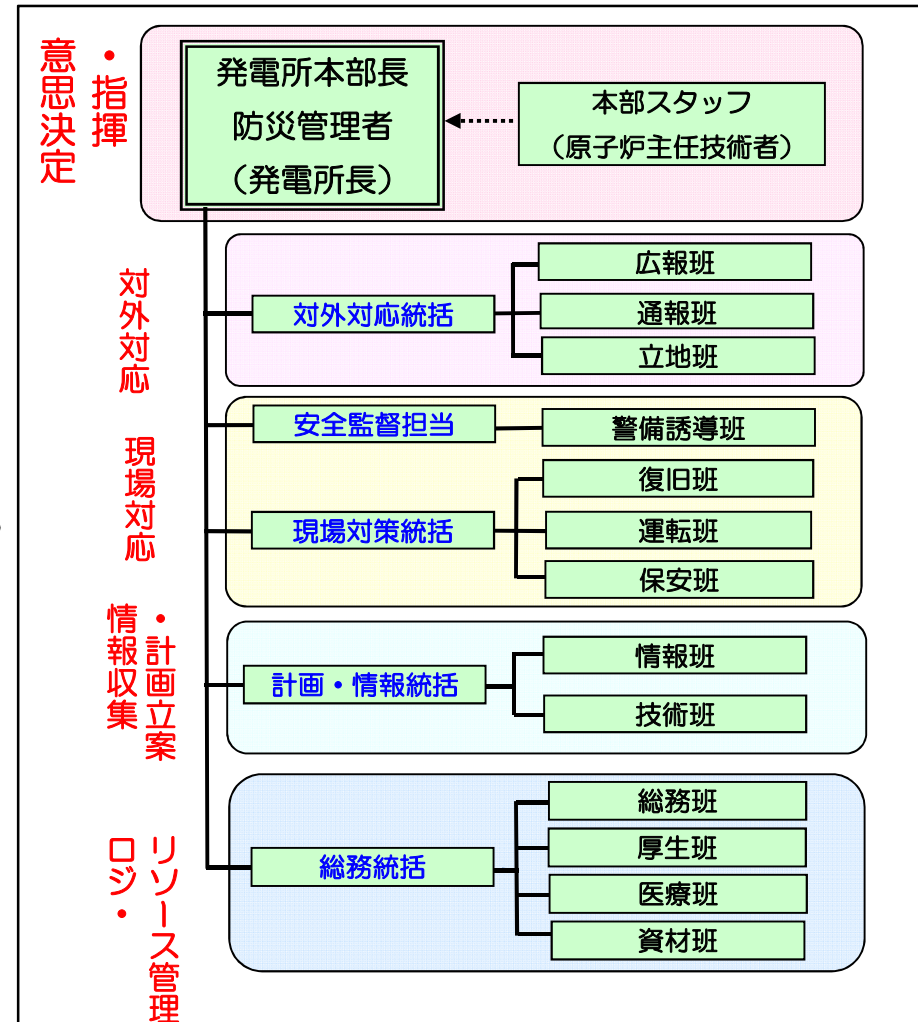 意思決定
・指揮
発電所本部長
防災管理者
（発電所長）
本部スタッフ
（原子炉主任技術者）
対外対応
対外対応統括
広報班
通報班
立地班
現場対応
安全監督担当
警備誘導班
現場対策統括
復旧班
運転班
保安班
情報収集
・計画立案
計画・情報統括
情報班
技術班
ロジ・
リソース管理
総務統括
総務班
厚生班
医療班
資材班